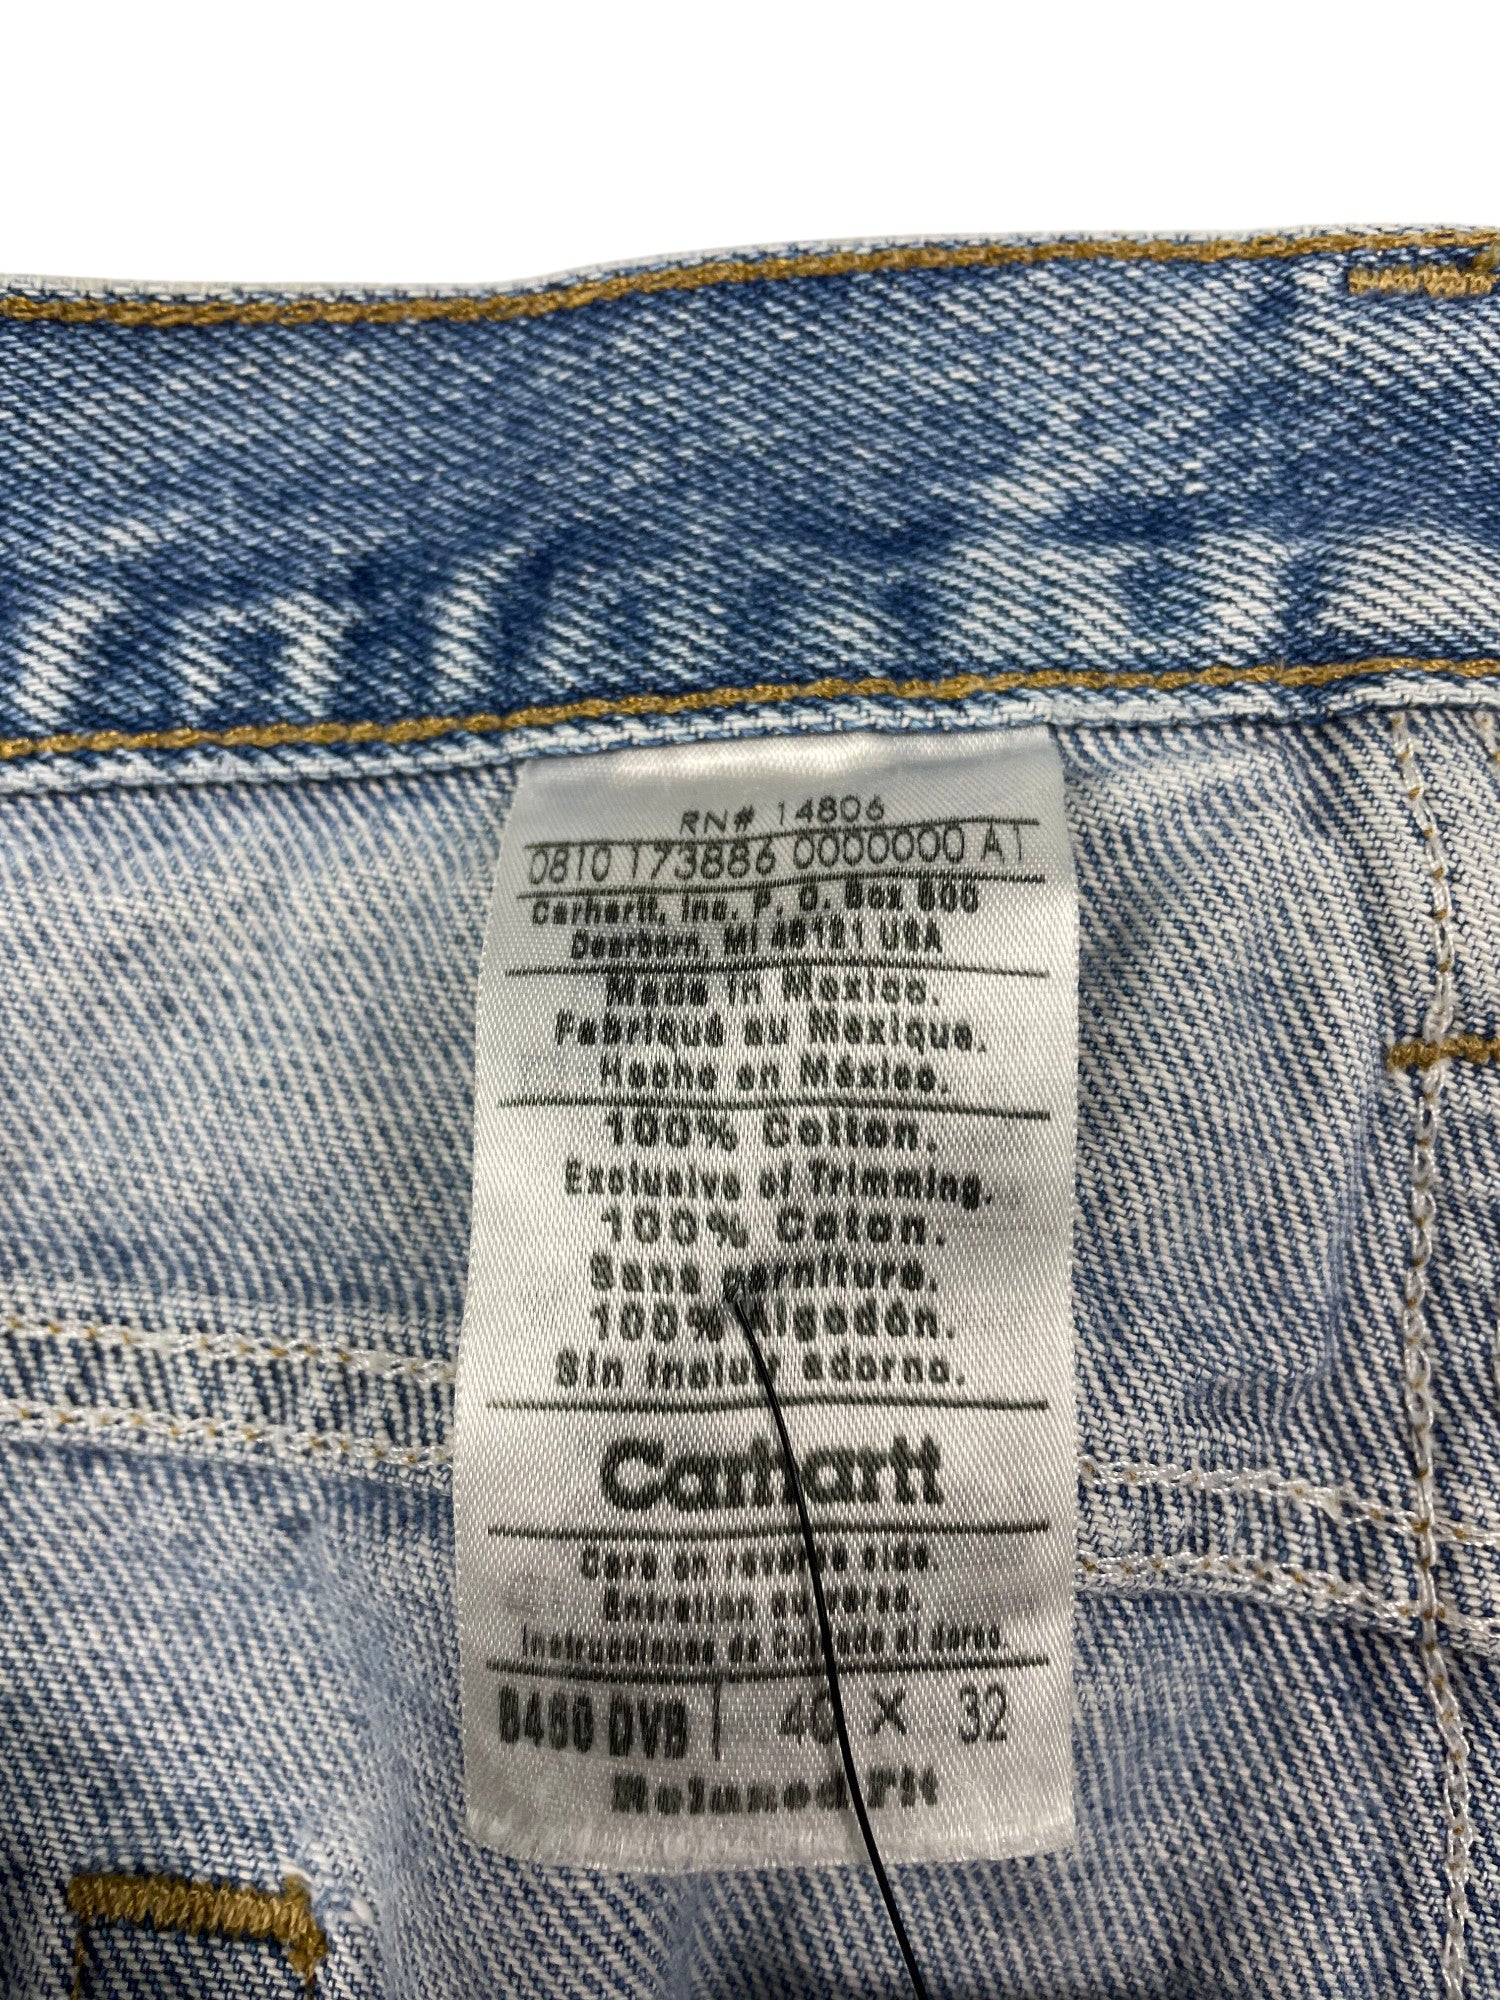 RN# 14806
0810 173886 0000000 A1
Carhartt, Inc. P. O. Box 600
Dearborn, MI 48121 USA
Made in Mexico.
Fabriqué au Mexique.
Hecho en México.
100% Cotton.
Exclusive of Trimming.
100% Coton.
Sans garniture.
100% Algodón.
Sin incluir adorno.
Carhartt
Care on reverse side
Entretien au verso.
Instrucciones de Cuidado al dorso.
B460 DVB 40 X 32
Relaxed Fit